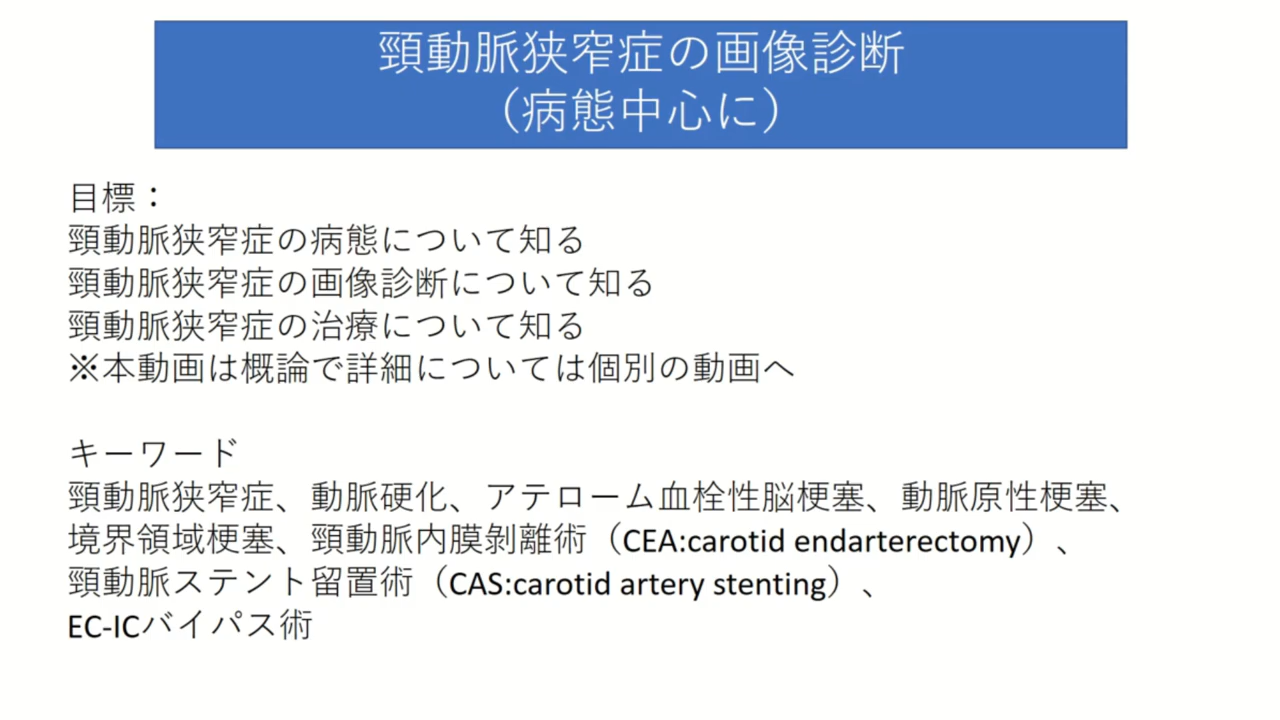 頸動脈狭窄症の画像診断
（病態中心に）
目標：
頸動脈狭窄症の病態について知る
頸動脈狭窄症の画像診断について知る
頸動脈狭窄症の治療について知る
※本動画は概論で詳細については個別の動画へ
キーワード
頸動脈狭窄症、動脈硬化、アテローム血栓性脳梗塞、動脈原性梗塞、
境界領域梗塞、頸動脈内膜剝離術（CEA:carotid endarterectomy）、
頸動脈ステント留置術（CAS:carotid artery stenting）、
EC-ICバイパス術